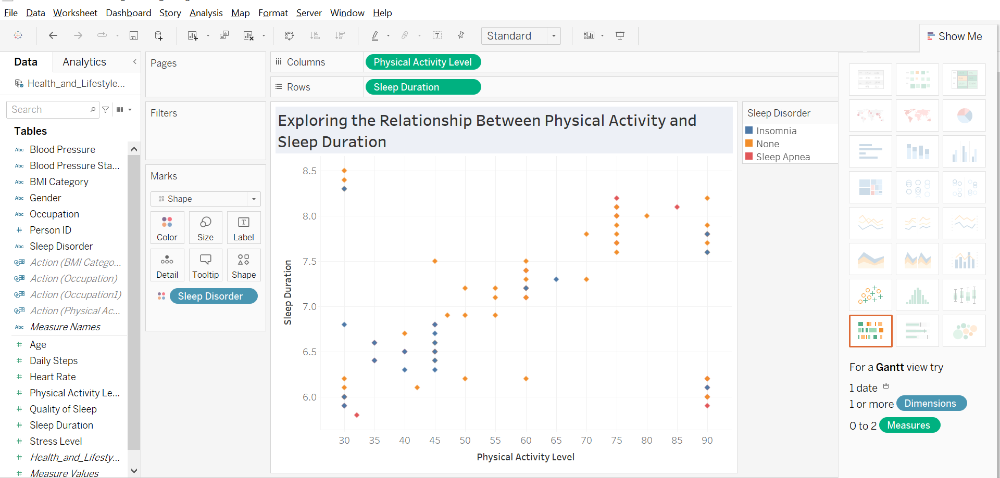 File Data Worksheet Dashboard Story Analysis Map Format Server Window Help
Standard
Show Me
Data Analytics
Health_and_Lifestyle...
Search
Tables
Abc Blood Pressure
Abc Blood Pressure Sta...
Abc BMI Category
Abc Gender
Abc Occupation
# Person ID
Abc Sleep Disorder
Action (BMI Catego...
Action (Occupation)
Action (Occupation1)
Action (Physical Ac...
Abc Measure Names
# Age
# Daily Steps
# Heart Rate
# Physical Activity Le...
# Quality of Sleep
# Sleep Duration
# Stress Level
# Health_and_Lifesty...
# Measure Values
Pages
Filters
Marks
Shape
Color Size Label
Detail Tooltip Shape
Sleep Disorder
Columns Physical Activity Level
Rows Sleep Duration
Exploring the Relationship Between Physical Activity and
Sleep Duration
8.5
8.0
7.5
7.0
6.5
6.0
Sleep Duration
30 35 40 45 50 55 60 65 70 75 80 85 90
Physical Activity Level
Sleep Disorder
Insomnia
None
Sleep Apnea
For a Gantt view try
1 date
1 or more Dimensions
0 to 2 Measures